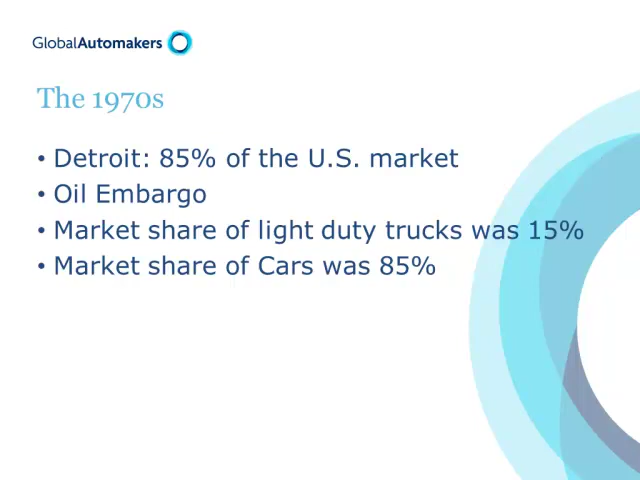 GlobalAutomakers
The 1970s
• Detroit: 85% of the U.S. market
• Oil Embargo
• Market share of light duty trucks was 15%
• Market share of Cars was 85%